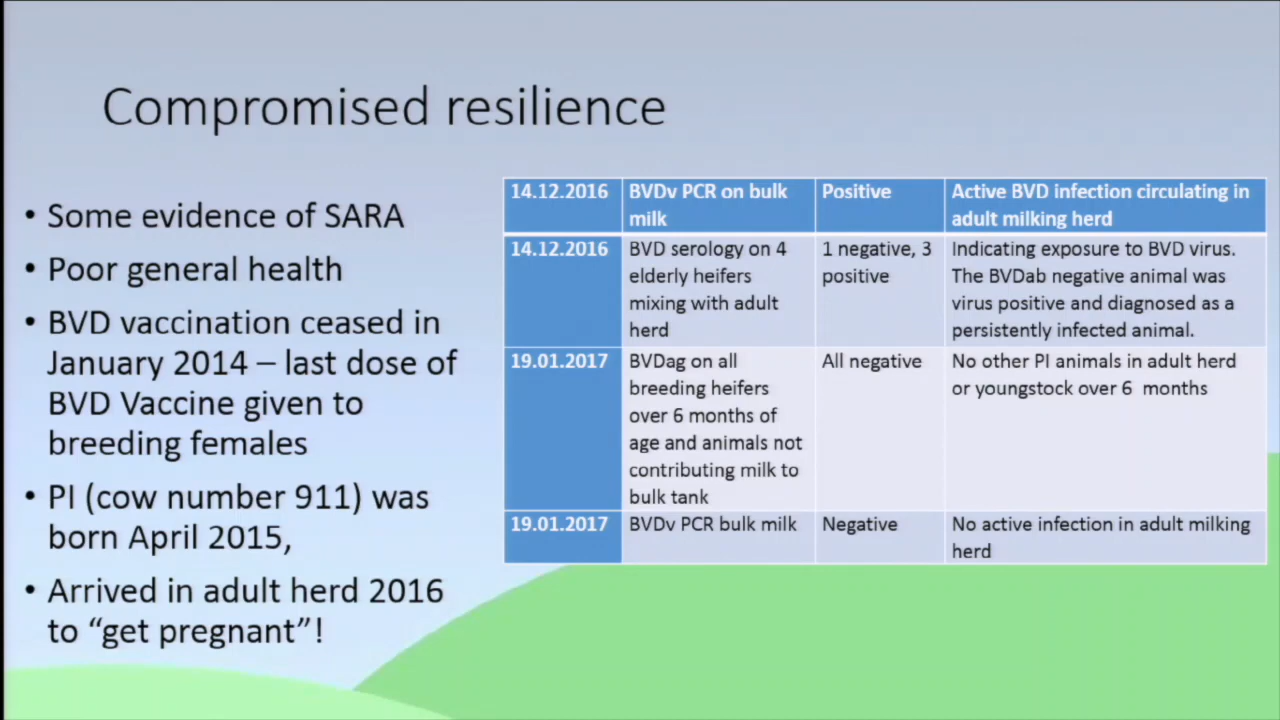 Compromised resilience
• Some evidence of SARA
• Poor general health
• BVD vaccination ceased in
January 2014 – last dose of
BVD Vaccine given to
breeding females
• PI (cow number 911) was
born April 2015,
• Arrived in adult herd 2016
to “get pregnant”!
14.12.2016
BVDv PCR on bulk
milk
Positive
Active BVD infection circulating in
adult milking herd
14.12.2016
BVD serology on 4
elderly heifers
mixing with adult
herd
1 negative, 3
positive
Indicating exposure to BVD virus.
The BVDab negative animal was
virus positive and diagnosed as a
persistently infected animal.
19.01.2017
BVDag on all
breeding heifers
over 6 months of
age and animals not
contributing milk to
bulk tank
All negative
No other PI animals in adult herd
or youngstock over 6 months
19.01.2017
BVDv PCR bulk milk
Negative
No active infection in adult milking
herd